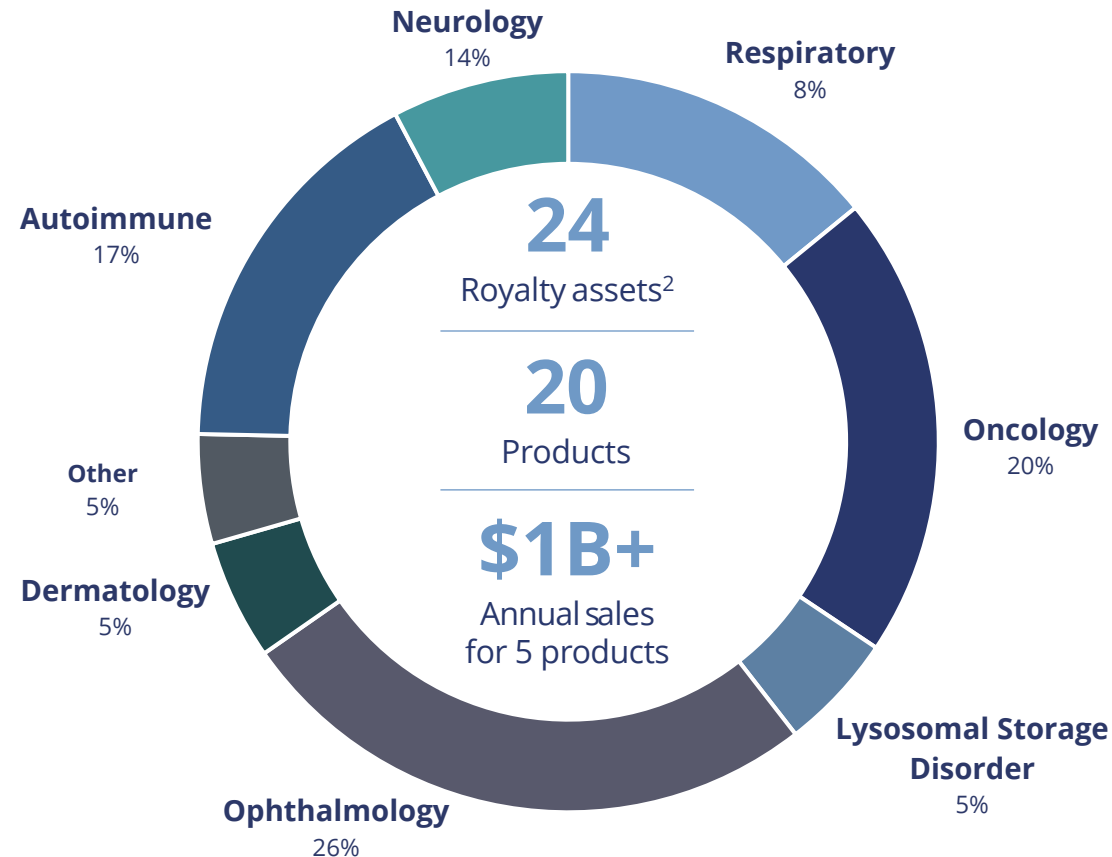 Neurology
14%
Respiratory
8%
Autoimmune
17%
24
Royalty assets2
20
Products
$1B+
Annual sales
for 5 products
Oncology
20%
Other
5%
Dermatology
5%
Lysosomal Storage
Disorder
5%
Ophthalmology
26%